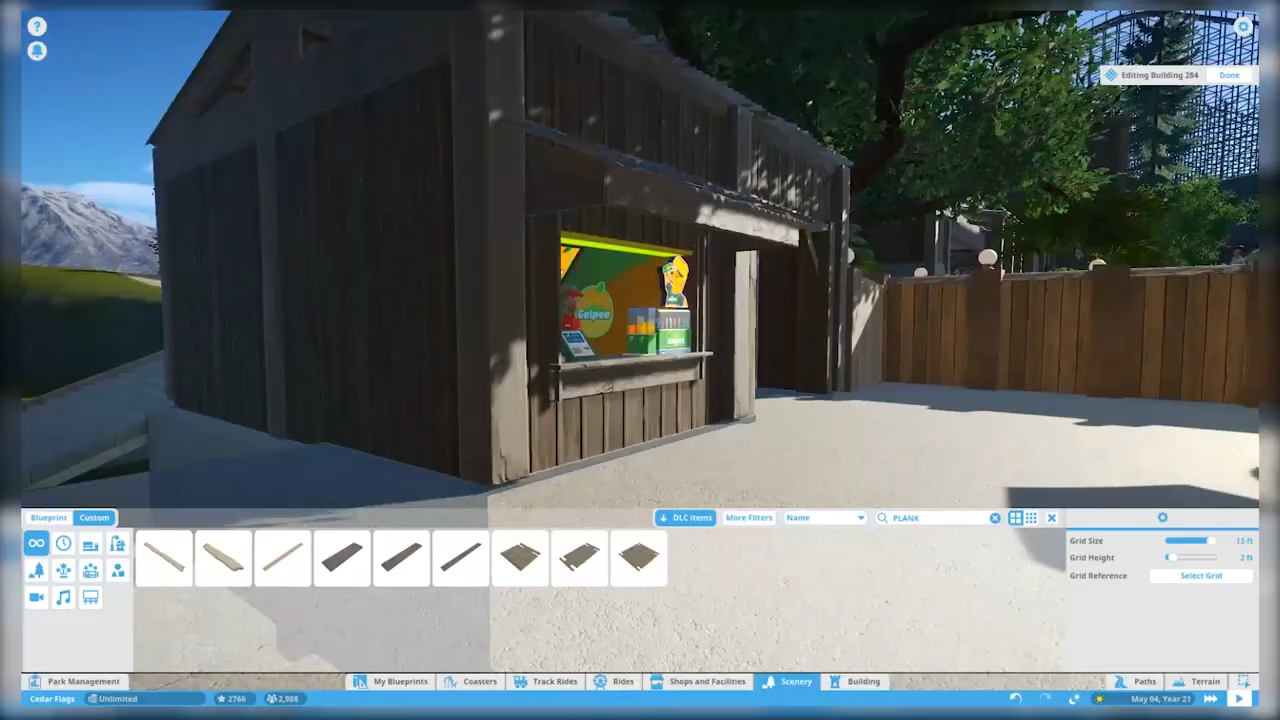 ?
Editing Building 284 Done
Gulpee
Blueprint Custom
DLC Items More Filters Name PLANK
Grid Size 13 ft
Grid Height 2 ft
Grid Reference Select Grid
Park Management My Blueprints Coasters Track Rides Rides Shops and Facilities Scenery Building Paths Terrain
Cedar Flags Unlimited 2766 2,988 May 04, Year 21